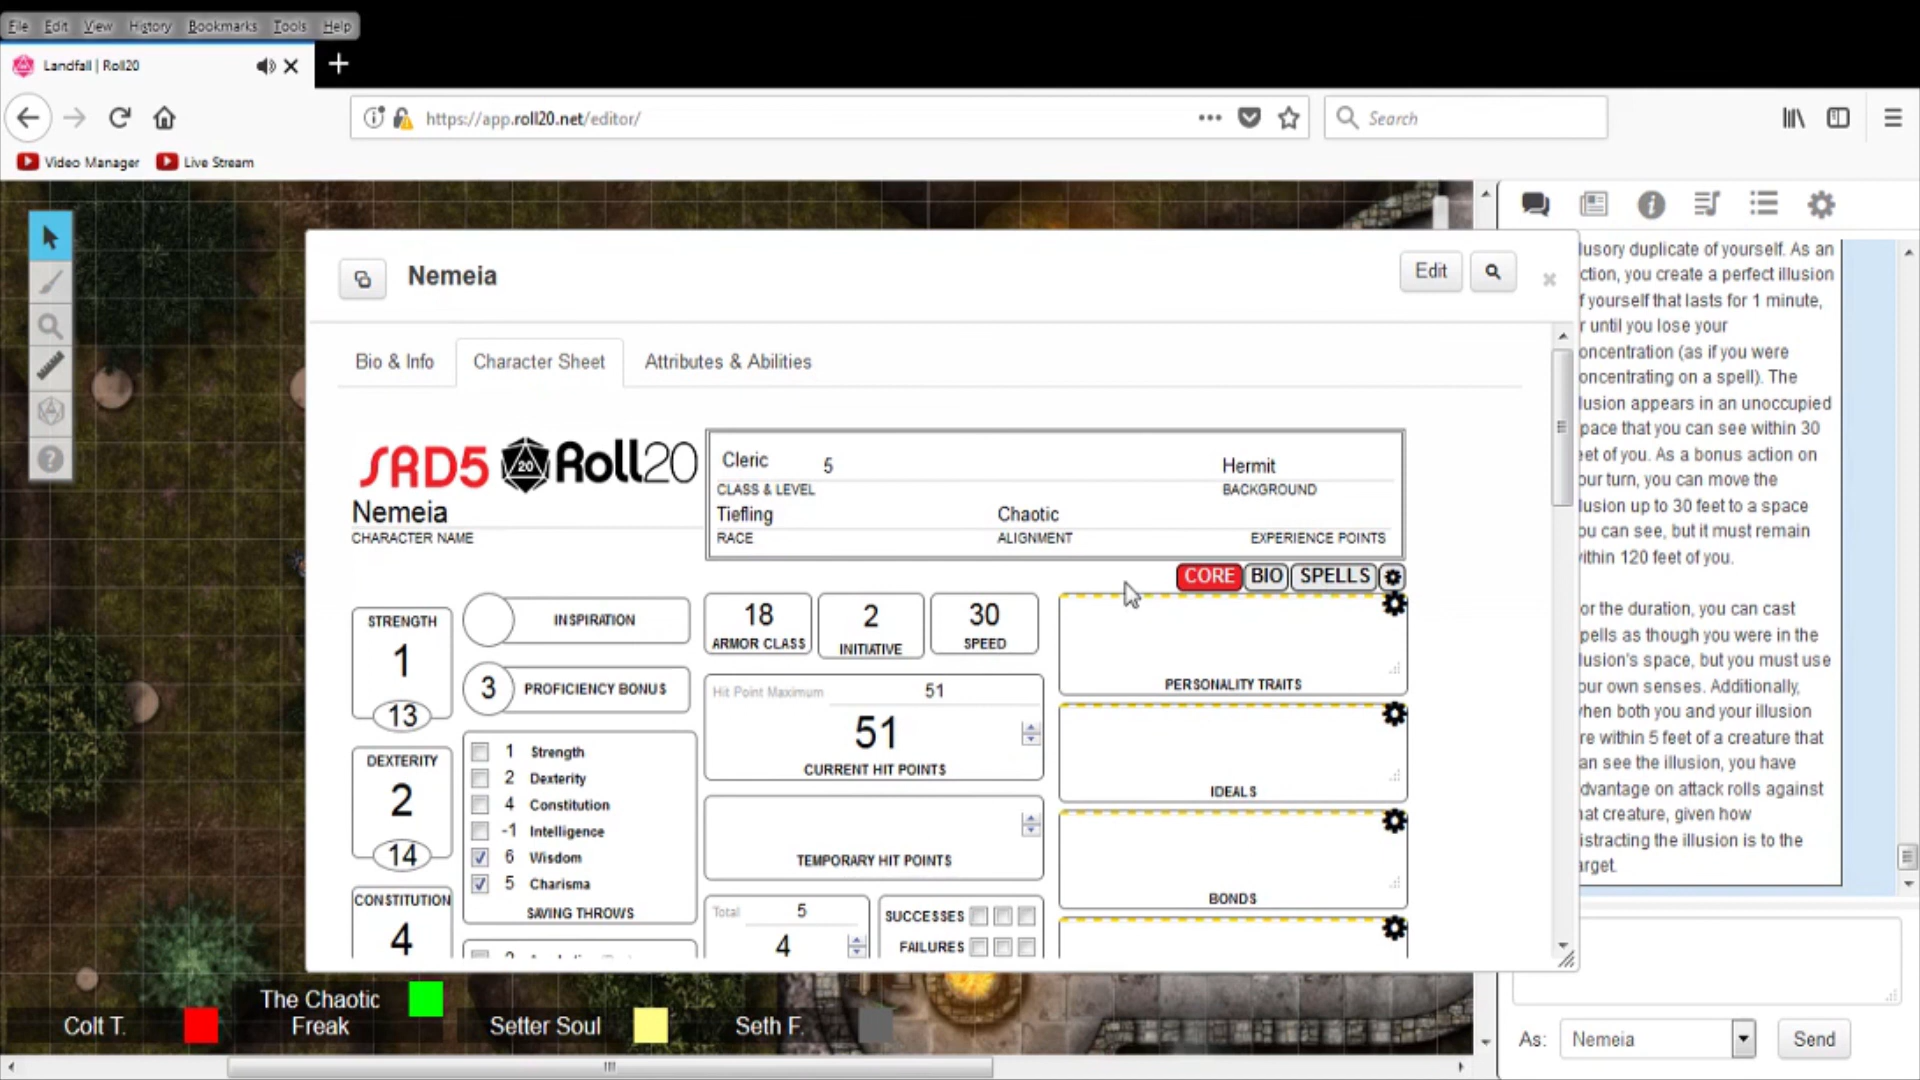 File Edit View History Bookmarks Tools Help
Landfall | Roll20
https://app.roll20.net/editor/
Search
Video Manager Live Stream
Nemeia
Edit
Bio & Info Character Sheet Attributes & Abilities
SRD5 20 Roll20
Nemeia
CHARACTER NAME
Cleric 5 Hermit
CLASS & LEVEL BACKGROUND
Tiefling Chaotic
RACE ALIGNMENT EXPERIENCE POINTS
CORE BIO SPELLS
STRENGTH
1
13
DEXTERITY
2
14
CONSTITUTION
4
INSPIRATION
3 PROFICIENCY BONUS
1 Strength
2 Dexterity
4 Constitution
-1 Intelligence
6 Wisdom
5 Charisma
SAVING THROWS
18
ARMOR CLASS
2
INITIATIVE
30
SPEED
Hit Point Maximum 51
51
CURRENT HIT POINTS
TEMPORARY HIT POINTS
Total 5
4
SUCCESSES
FAILURES
PERSONALITY TRAITS
IDEALS
BONDS
lusory duplicate of yourself. As an
ction, you create a perfect illusion
f yourself that lasts for 1 minute,
r until you lose your
oncentration (as if you were
oncentrating on a spell). The
lusion appears in an unoccupied
pace that you can see within 30
et of you. As a bonus action on
our turn, you can move the
lusion up to 30 feet to a space
ou can see, but it must remain
ithin 120 feet of you.
or the duration, you can cast
pells as though you were in the
lusion's space, but you must use
our own senses. Additionally,
hen both you and your illusion
re within 5 feet of a creature that
an see the illusion, you have
dvantage on attack rolls against
hat creature, given how
istracting the illusion is to the
arget.
Colt T.
The Chaotic
Freak
Setter Soul
Seth F.
As: Nemeia Send